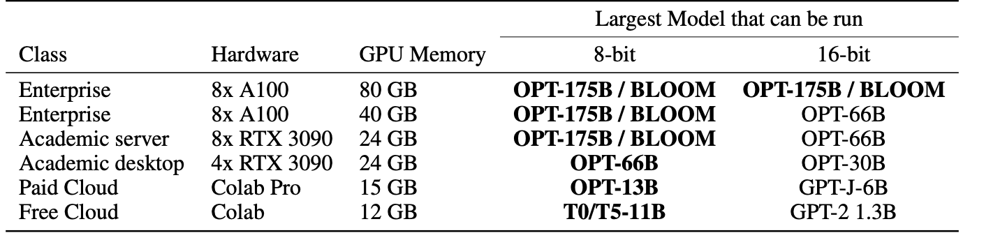 Largest Model that can be run
Class Hardware GPU Memory 8-bit 16-bit
Enterprise 8x A100 80 GB OPT-175B / BLOOM OPT-175B / BLOOM
Enterprise 8x A100 40 GB OPT-175B / BLOOM OPT-66B
Academic server 8x RTX 3090 24 GB OPT-175B / BLOOM OPT-66B
Academic desktop 4x RTX 3090 24 GB OPT-66B OPT-30B
Paid Cloud Colab Pro 15 GB OPT-13B GPT-J-6B
Free Cloud Colab 12 GB T0/T5-11B GPT-2 1.3B